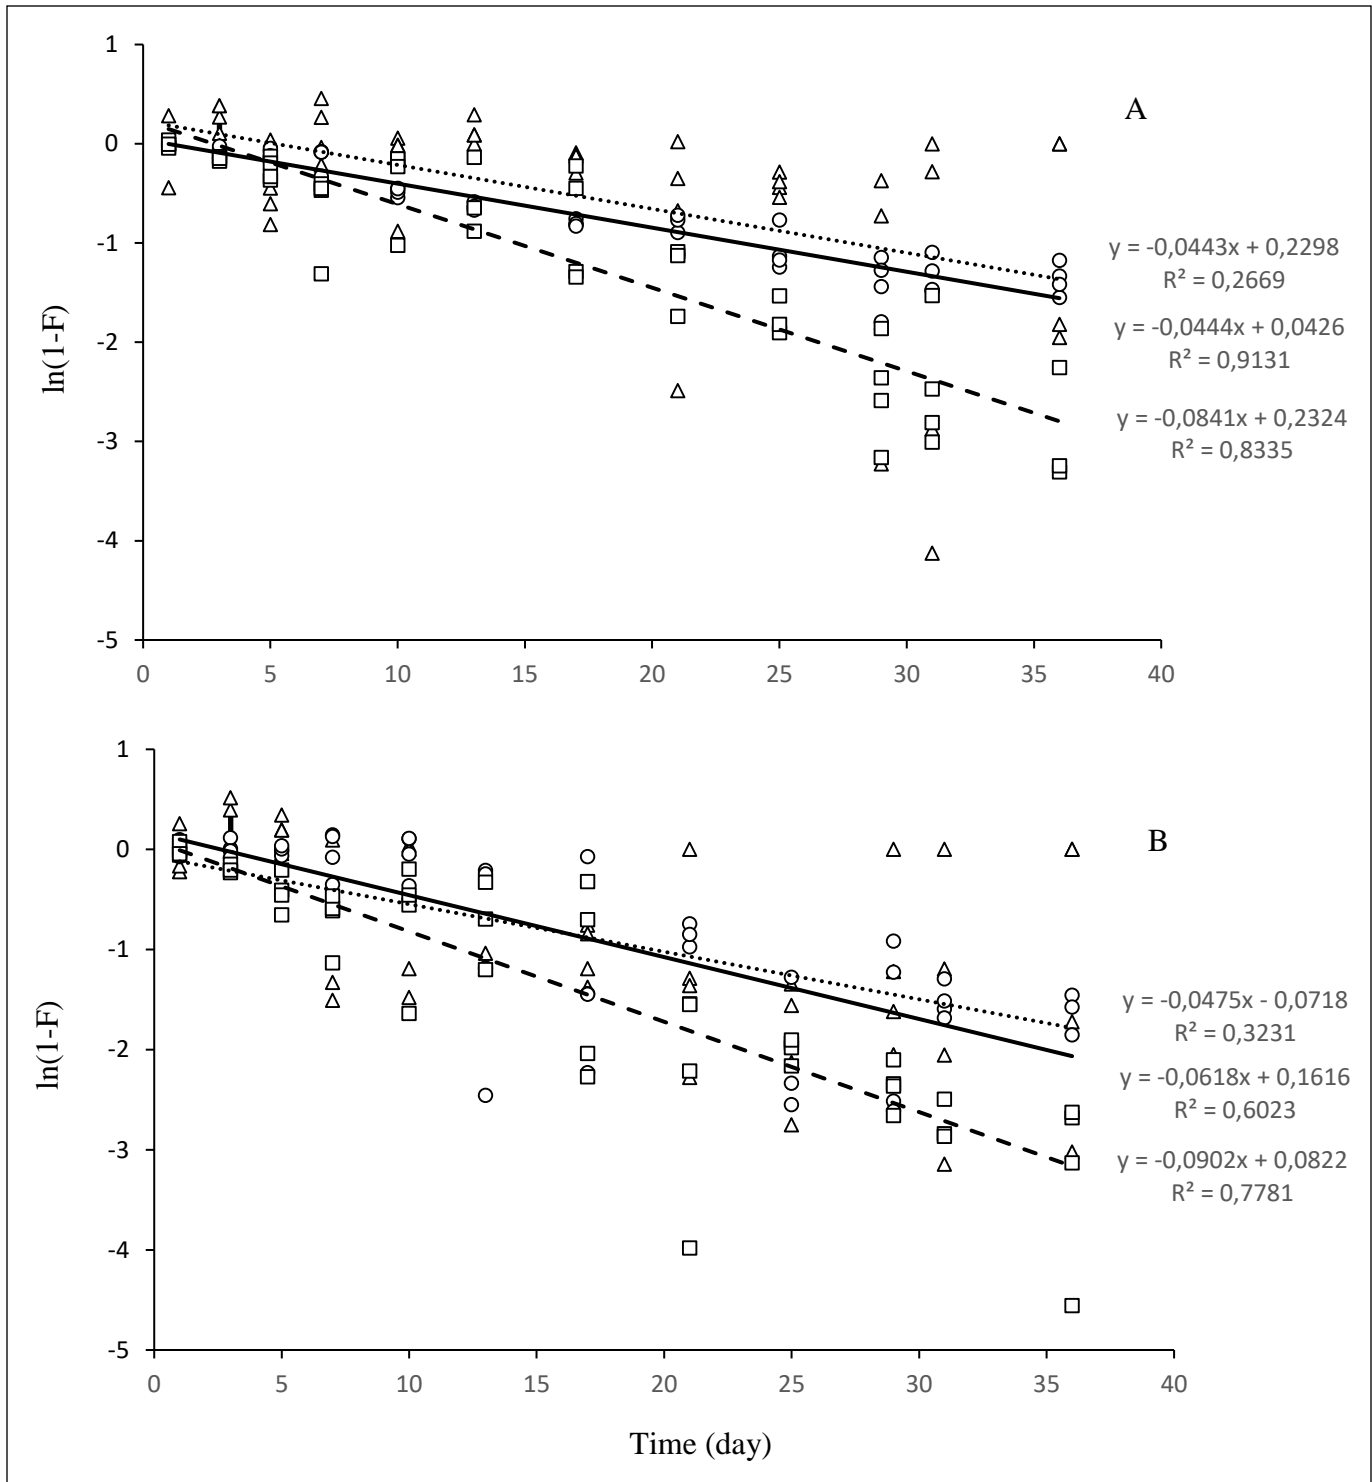 1
0
-1
-2
-3
-4
-5
ln(1-F)
A
y = -0,0443x + 0,2298
R² = 0,2669
y = -0,0444x + 0,0426
R² = 0,9131
y = -0,0841x + 0,2324
R² = 0,8335
0 5 10 15 20 25 30 35 40
1
0
-1
-2
-3
-4
-5
ln(1-F)
B
y = -0,0475x - 0,0718
R² = 0,3231
y = -0,0618x + 0,1616
R² = 0,6023
y = -0,0902x + 0,0822
R² = 0,7781
0 5 10 15 20 25 30 35 40
Time (day)